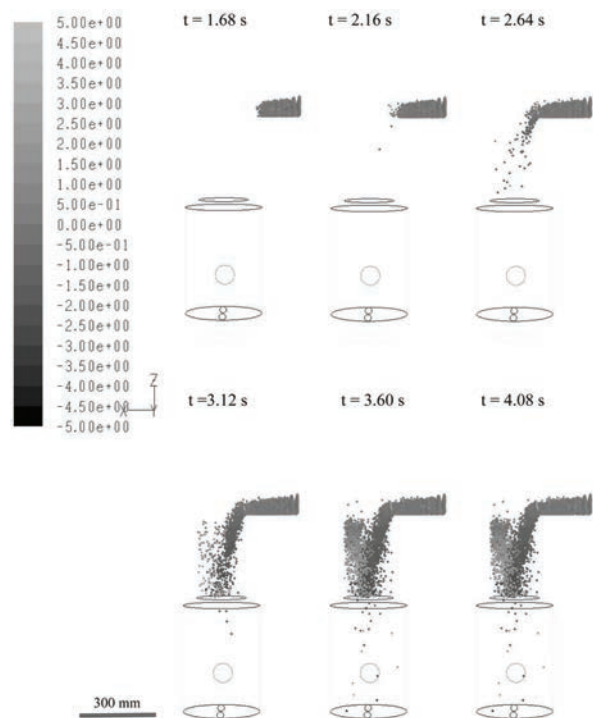 t = 1.68 s
t = 2.16 s
t = 2.64 s
5.00e+00
4.50e+00
4.00e+00
3.50e+00
3.00e+00
2.50e+00
2.00e+00
1.50e+00
1.00e+00
5.00e-01
0.00e+00
-5.00e-01
-1.00e+00
-1.50e+00
-2.00e+00
-2.50e+00
-3.00e+00
-3.50e+00
-4.00e+00
-4.50e+00
-5.00e+00
Z
X
t =3.12 s
t = 3.60 s
t = 4.08 s
300 mm